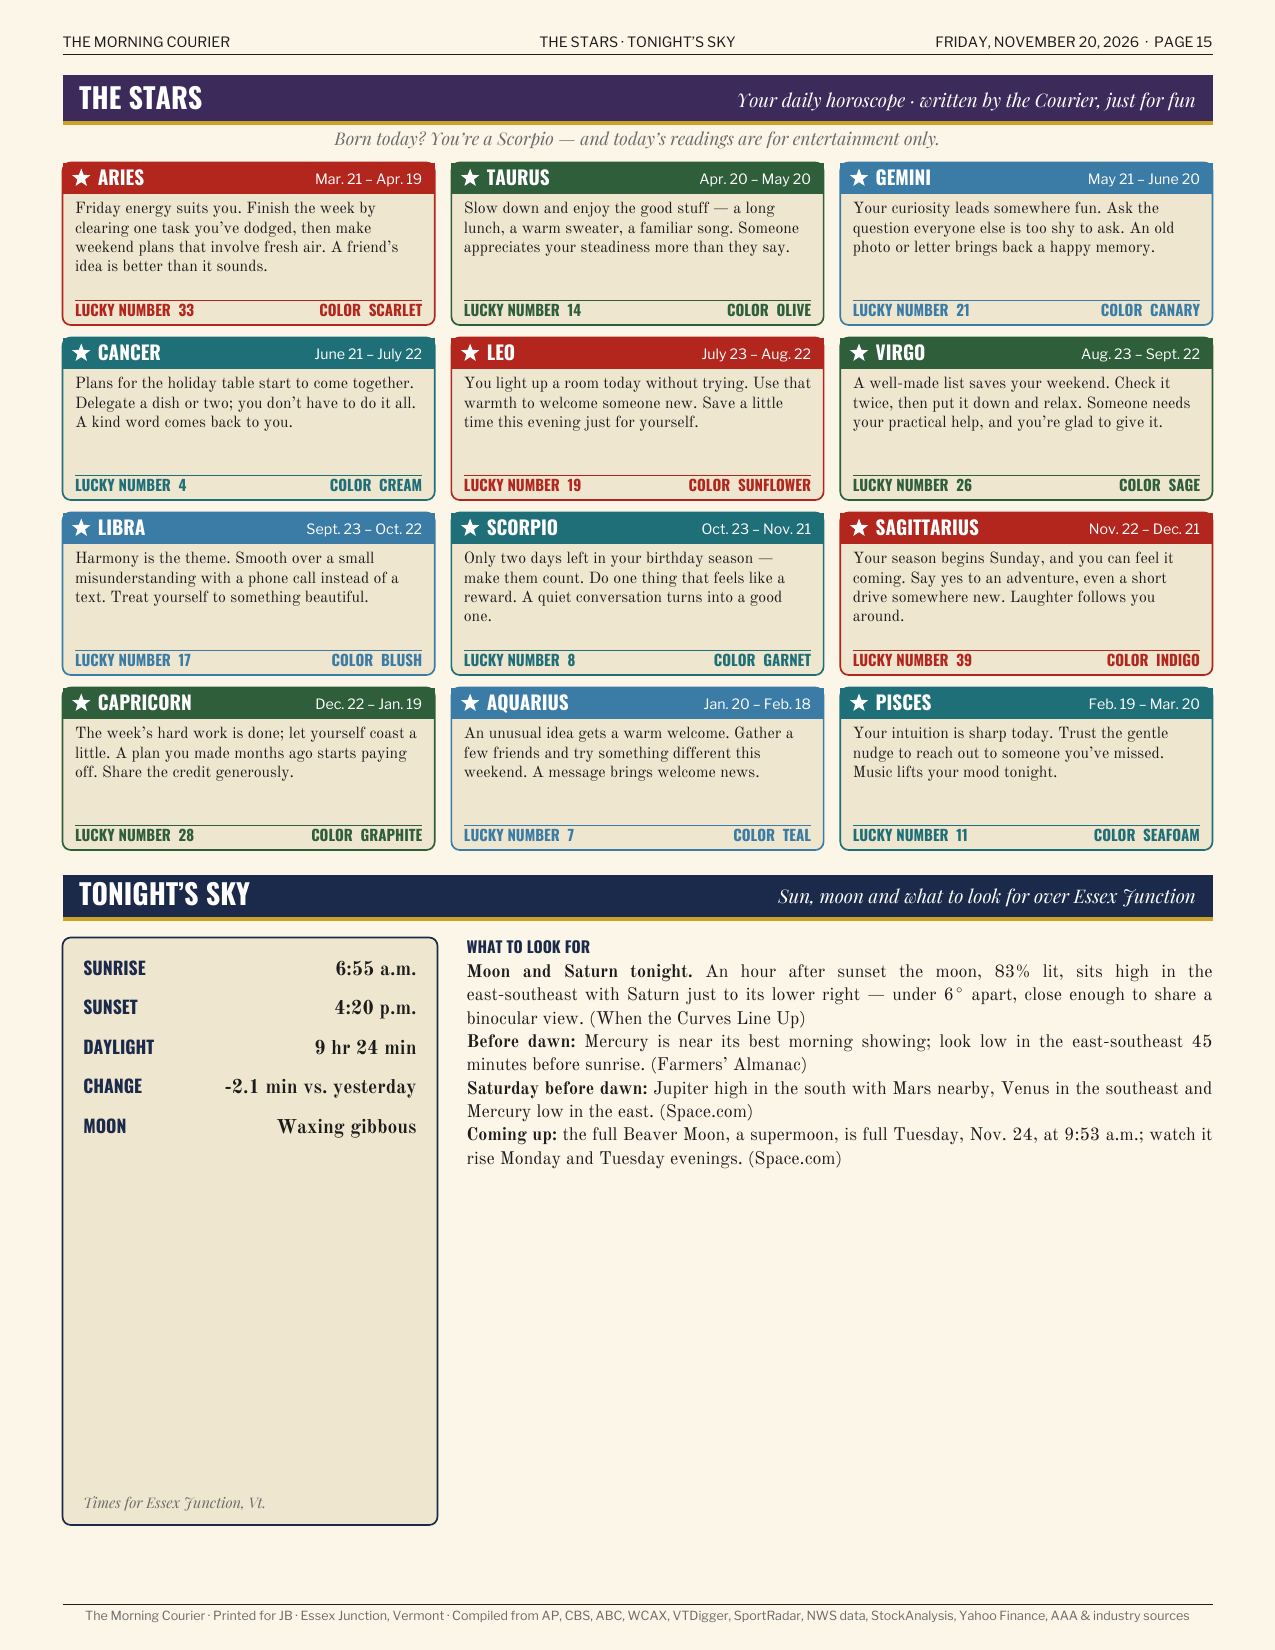 THE MORNING COURIER
THE STARS · TONIGHT’S SKY
FRIDAY, NOVEMBER 20, 2026 · PAGE 15
THE STARS
Your daily horoscope · written by the Courier, just for fun
Born today? You’re a Scorpio — and today’s readings are for entertainment only.
★ ARIES
Mar. 21 – Apr. 19
Friday energy suits you. Finish the week by
clearing one task you’ve dodged, then make
weekend plans that involve fresh air. A friend’s
idea is better than it sounds.
LUCKY NUMBER 33
COLOR SCARLET
★ TAURUS
Apr. 20 – May 20
Slow down and enjoy the good stuff — a long
lunch, a warm sweater, a familiar song. Someone
appreciates your steadiness more than they say.
LUCKY NUMBER 14
COLOR OLIVE
★ GEMINI
May 21 – June 20
Your curiosity leads somewhere fun. Ask the
question everyone else is too shy to ask. An old
photo or letter brings back a happy memory.
LUCKY NUMBER 21
COLOR CANARY
★ CANCER
June 21 – July 22
Plans for the holiday table start to come together.
Delegate a dish or two; you don’t have to do it all.
A kind word comes back to you.
LUCKY NUMBER 4
COLOR CREAM
★ LEO
July 23 – Aug. 22
You light up a room today without trying. Use that
warmth to welcome someone new. Save a little
time this evening just for yourself.
LUCKY NUMBER 19
COLOR SUNFLOWER
★ VIRGO
Aug. 23 – Sept. 22
A well-made list saves your weekend. Check it
twice, then put it down and relax. Someone needs
your practical help, and you’re glad to give it.
LUCKY NUMBER 26
COLOR SAGE
★ LIBRA
Sept. 23 – Oct. 22
Harmony is the theme. Smooth over a small
misunderstanding with a phone call instead of a
text. Treat yourself to something beautiful.
LUCKY NUMBER 17
COLOR BLUSH
★ SCORPIO
Oct. 23 – Nov. 21
Only two days left in your birthday season —
make them count. Do one thing that feels like a
reward. A quiet conversation turns into a good
one.
LUCKY NUMBER 8
COLOR GARNET
★ SAGITTARIUS
Nov. 22 – Dec. 21
Your season begins Sunday, and you can feel it
coming. Say yes to an adventure, even a short
drive somewhere new. Laughter follows you
around.
LUCKY NUMBER 39
COLOR INDIGO
★ CAPRICORN
Dec. 22 – Jan. 19
The week’s hard work is done; let yourself coast a
little. A plan you made months ago starts paying
off. Share the credit generously.
LUCKY NUMBER 28
COLOR GRAPHITE
★ AQUARIUS
Jan. 20 – Feb. 18
An unusual idea gets a warm welcome. Gather a
few friends and try something different this
weekend. A message brings welcome news.
LUCKY NUMBER 7
COLOR TEAL
★ PISCES
Feb. 19 – Mar. 20
Your intuition is sharp today. Trust the gentle
nudge to reach out to someone you’ve missed.
Music lifts your mood tonight.
LUCKY NUMBER 11
COLOR SEAFOAM
TONIGHT’S SKY
Sun, moon and what to look for over Essex Junction
SUNRISE 6:55 a.m.
SUNSET 4:20 p.m.
DAYLIGHT 9 hr 24 min
CHANGE -2.1 min vs. yesterday
MOON Waxing gibbous
Times for Essex Junction, Vt.
WHAT TO LOOK FOR
Moon and Saturn tonight. An hour after sunset the moon, 83% lit, sits high in the
east-southeast with Saturn just to its lower right — under 6° apart, close enough to share a
binocular view. (When the Curves Line Up)
Before dawn: Mercury is near its best morning showing; look low in the east-southeast 45
minutes before sunrise. (Farmers’ Almanac)
Saturday before dawn: Jupiter high in the south with Mars nearby, Venus in the southeast and
Mercury low in the east. (Space.com)
Coming up: the full Beaver Moon, a supermoon, is full Tuesday, Nov. 24, at 9:53 a.m.; watch it
rise Monday and Tuesday evenings. (Space.com)
The Morning Courier · Printed for JB · Essex Junction, Vermont · Compiled from AP, CBS, ABC, WCAX, VTDigger, SportRadar, NWS data, StockAnalysis, Yahoo Finance, AAA & industry sources